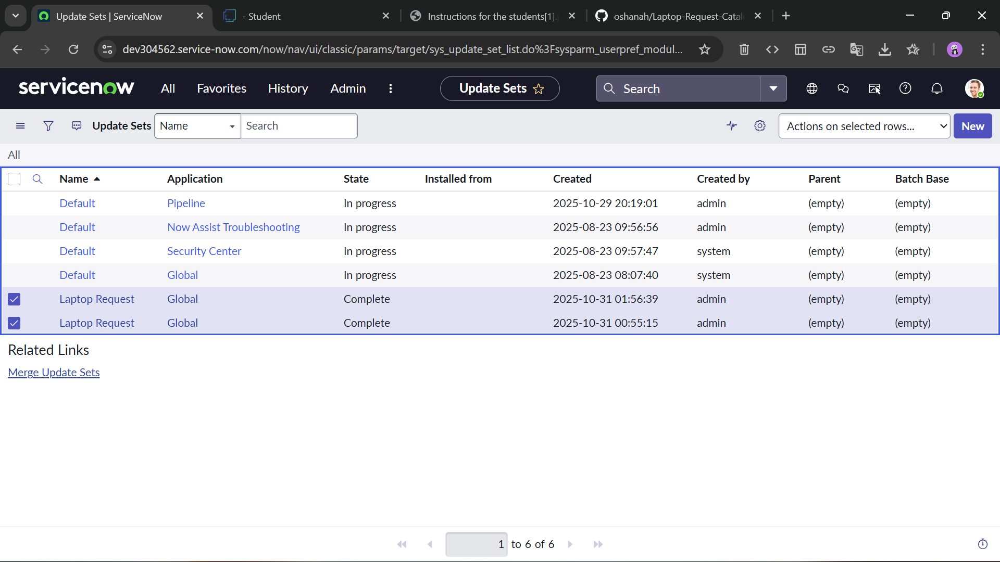 Update Sets | ServiceNow
- Student
Instructions for the students[1].
oshanah/Laptop-Request-Catal
dev304562.service-now.com/now/nav/ui/classic/params/target/sys_update_set_list.do%3Fsysparm_userpref_modul...
servicenow
All
Favorites
History
Admin
Update Sets
Search
Update Sets
Name
Search
Actions on selected rows...
New
All
Name Application State Installed from Created Created by Parent Batch Base
Default Pipeline In progress 2025-10-29 20:19:01 admin (empty) (empty)
Default Now Assist Troubleshooting In progress 2025-08-23 09:56:56 admin (empty) (empty)
Default Security Center In progress 2025-08-23 09:57:47 system (empty) (empty)
Default Global In progress 2025-08-23 08:07:40 system (empty) (empty)
Laptop Request Global Complete 2025-10-31 01:56:39 admin (empty) (empty)
Laptop Request Global Complete 2025-10-31 00:55:15 admin (empty) (empty)
Related Links
Merge Update Sets
1 to 6 of 6